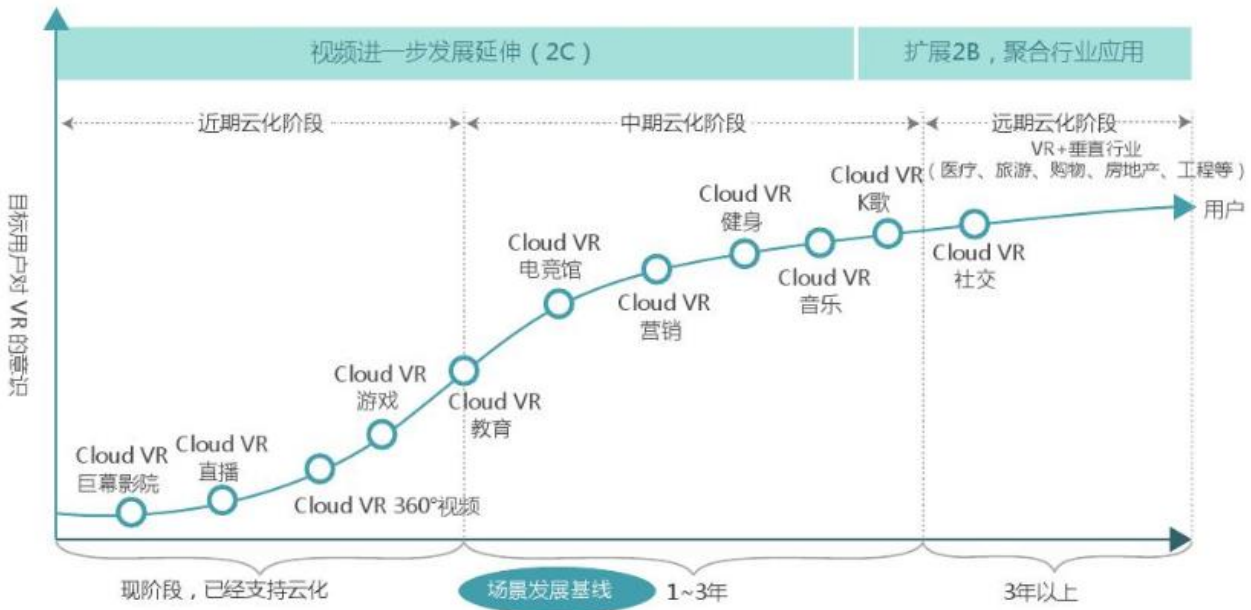 视频进一步发展延伸（2C）
扩展2B，聚合行业应用
近期云化阶段
中期云化阶段
远期云化阶段
VR+垂直行业
（医疗、旅游、购物、房地产、工程等）
目标用户对 VR 的意识
用户
Cloud VR
巨幕影院
Cloud VR
直播
Cloud VR 360°视频
Cloud VR
游戏
Cloud VR
教育
Cloud VR
电竞馆
Cloud VR
营销
Cloud VR
健身
Cloud VR
音乐
Cloud VR
K歌
Cloud VR
社交
现阶段，已经支持云化
场景发展基线
1~3年
3年以上